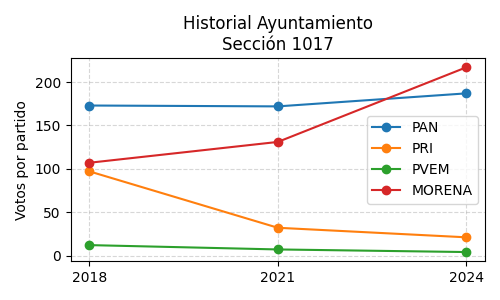 Historial Ayuntamiento
Sección 1017
Votos por partido
200
150
100
50
0
PAN
PRI
PVEM
MORENA
2018 2021 2024